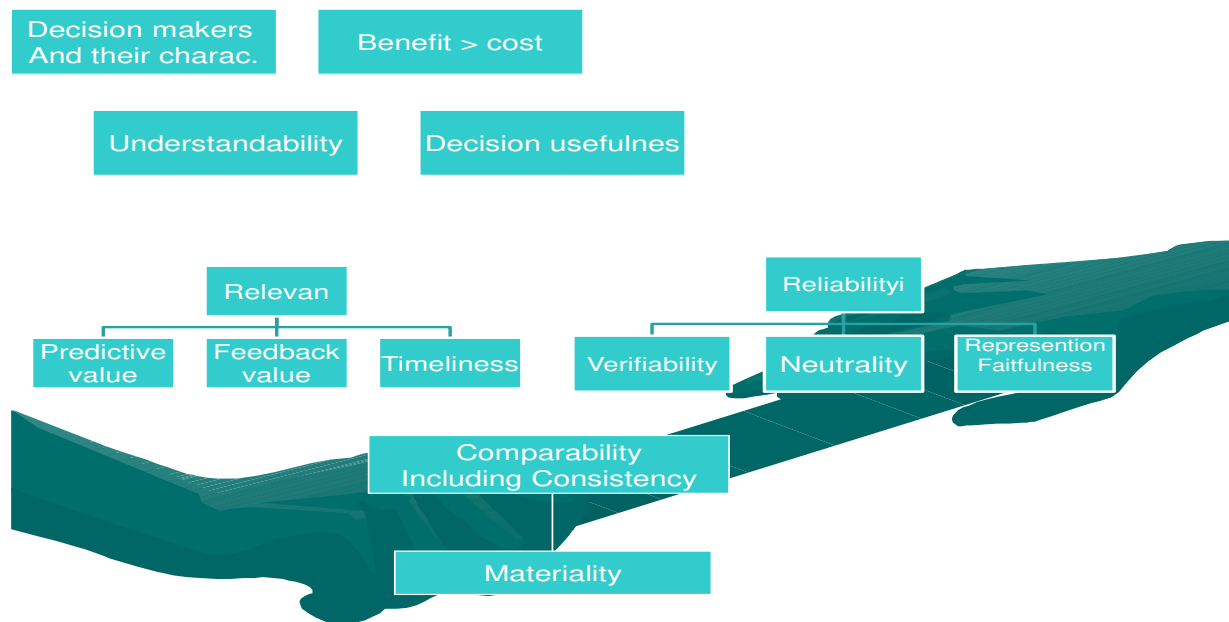 Decision makers
And their charac.
Benefit > cost
Understandability
Decision usefulnes
Relevan
Reliabilityi
Predictive
value
Feedback
value
Timeliness
Verifiability
Neutrality
Represention
Faitfulness
Comparability
Including Consistency
Materiality